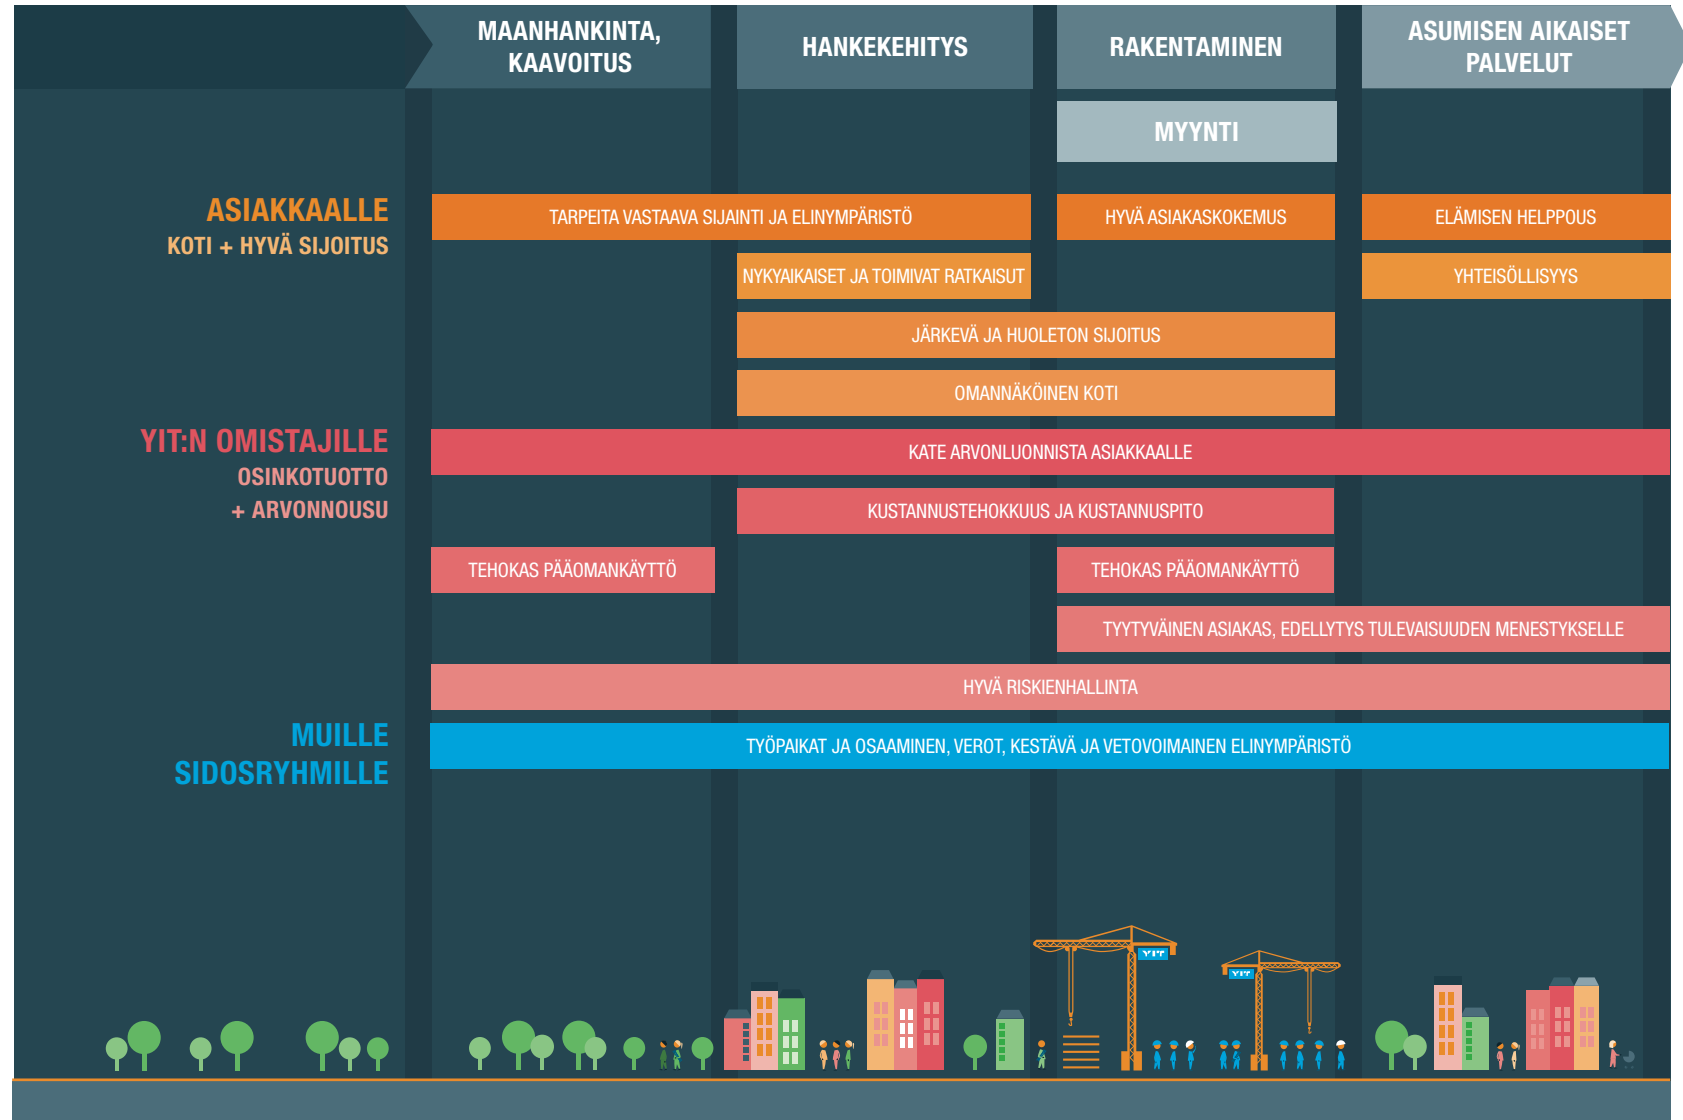 MAANHANKINTA,
KAAVOITUS
HANKEKEHITYS
RAKENTAMINEN
ASUMISEN AIKAISET
PALVELUT
MYYNTI
ASIAKKAALLE
KOTI + HYVÄ SIJOITUS
TARPEITA VASTAAVA SIJAINTI JA ELINYMPÄRISTÖ
HYVÄ ASIAKASKOKEMUS
ELÄMISEN HELPPOUS
NYKYAIKAISET JA TOIMIVAT RATKAISUT
YHTEISÖLLISYYS
JÄRKEVÄ JA HUOLETON SIJOITUS
OMANNÄKÖINEN KOTI
YIT:N OMISTAJILLE
OSINKOTUOTTO
+ ARVONNOUSU
KATE ARVONLUONNISTA ASIAKKAALLE
KUSTANNUSTEHOKKUUS JA KUSTANNUSPITO
TEHOKAS PÄÄOMANKÄYTTÖ
TEHOKAS PÄÄOMANKÄYTTÖ
TYYTYVÄINEN ASIAKAS, EDELLYTYS TULEVAISUUDEN MENESTYKSELLE
HYVÄ RISKIENHALLINTA
MUILLE
SIDOSRYHMILLE
TYÖPAIKAT JA OSAAMINEN, VEROT, KESTÄVÄ JA VETOVOIMAINEN ELINYMPÄRISTÖ
YIT
YIT